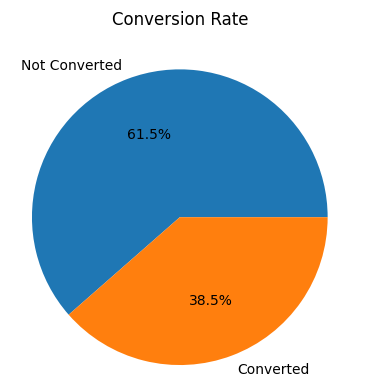 Conversion Rate
Not Converted
61.5%
38.5%
Converted